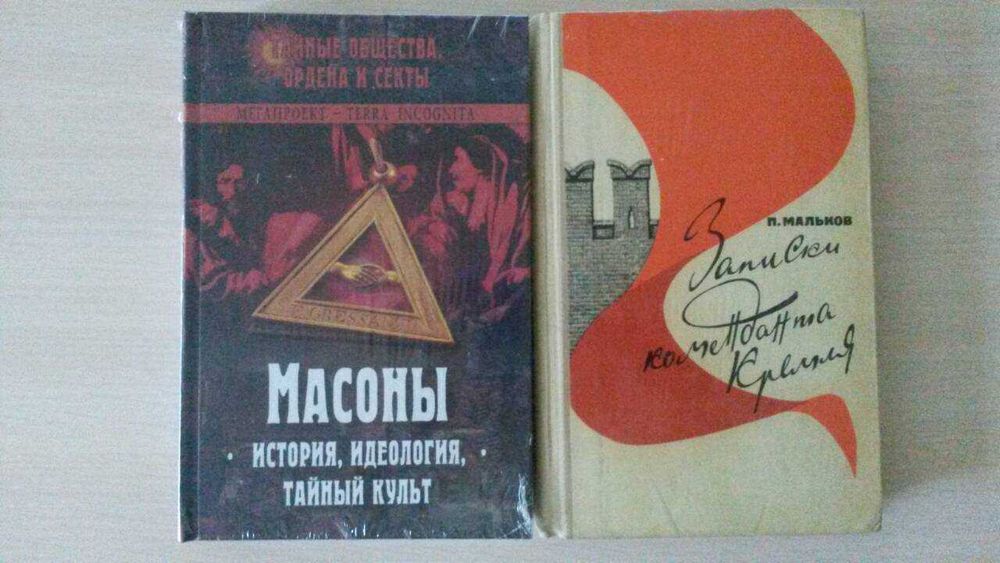 ТАЙНЫЕ ОБЩЕСТВА,
ОРДЕНА И СЕКТЫ
МЕГАПРОЕКТ – TERRA INCOGNITA
МАСОНЫ
• ИСТОРИЯ, ИДЕОЛОГИЯ, •
ТАЙНЫЙ КУЛЬТ
П. МАЛЬКОВ
Записки
коменданта
Кремля